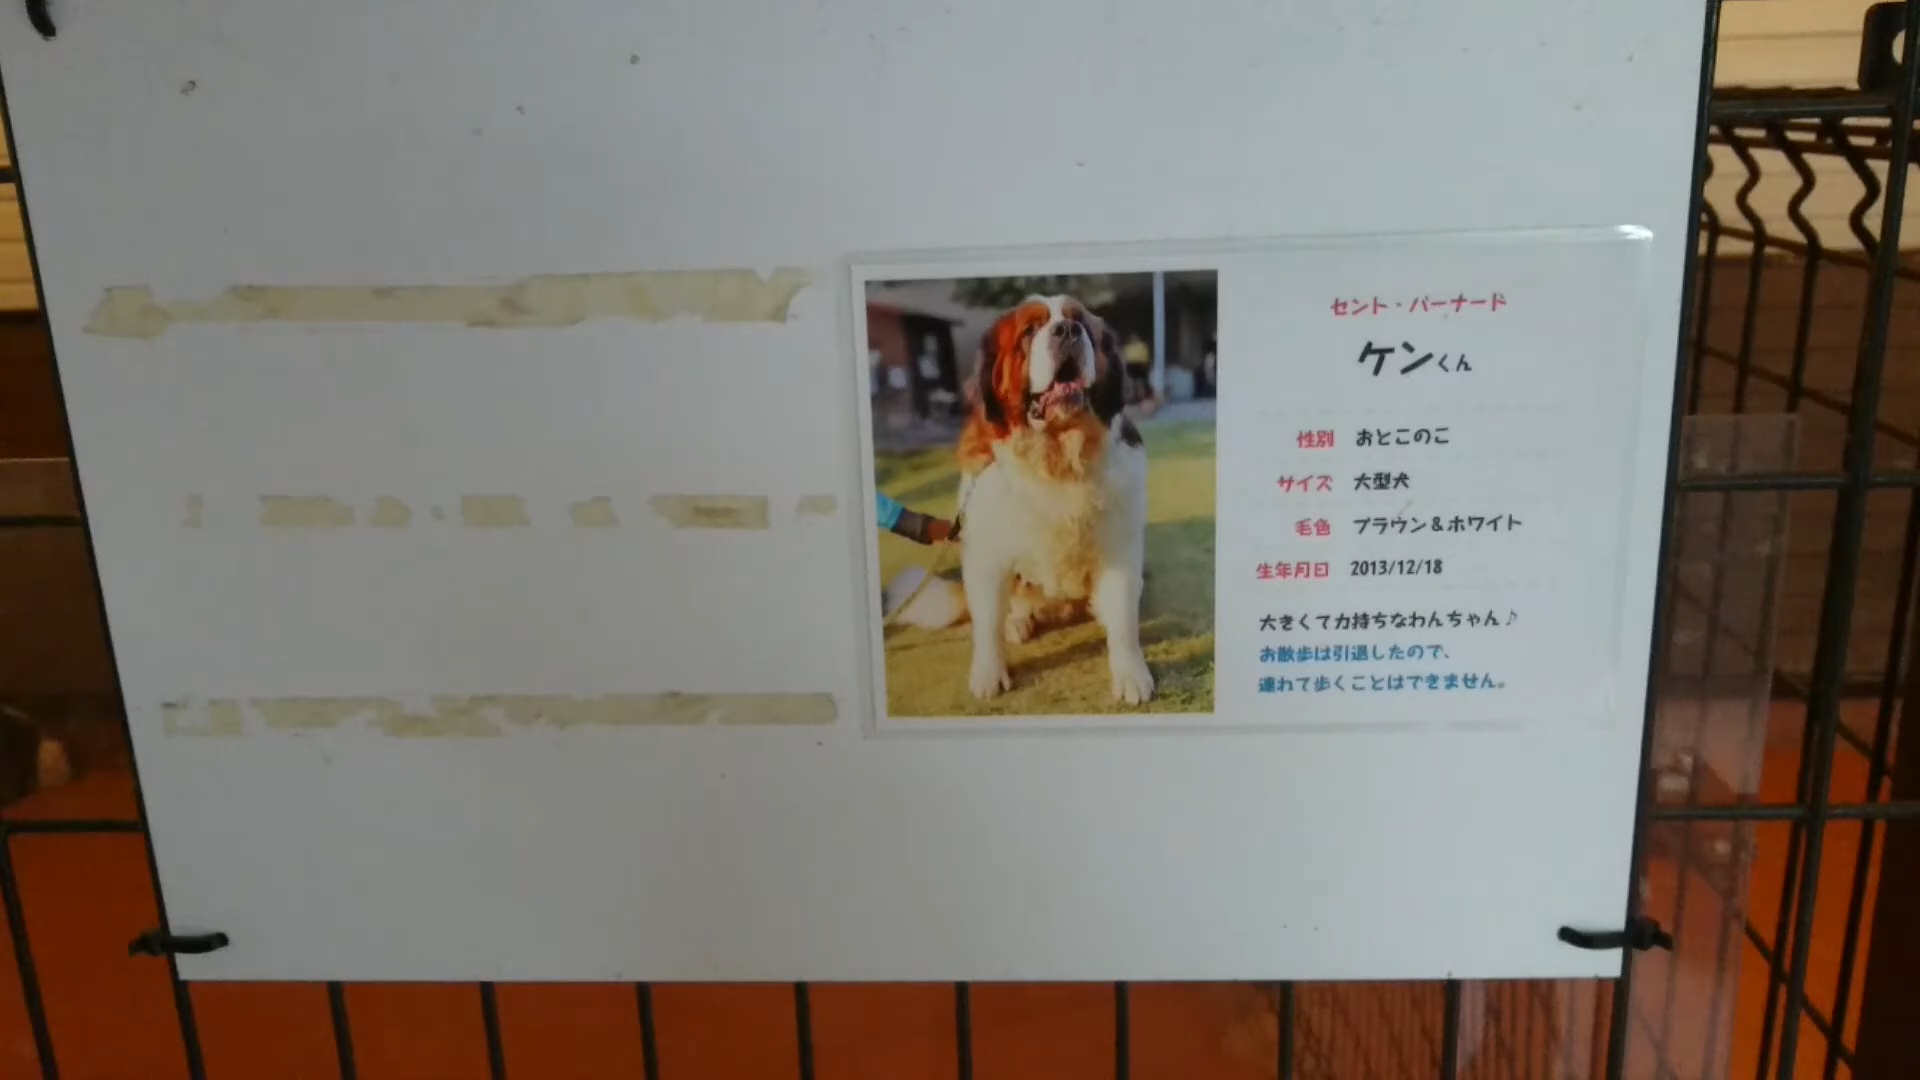 セント・バーナード
ケンくん
性別 おとこのこ
サイズ 大型犬
毛色 ブラウン&ホワイト
生年月日 2013/12/18
大きくて力持ちなわんちゃん♪
お散歩は引退したので、
連れて歩くことはできません。